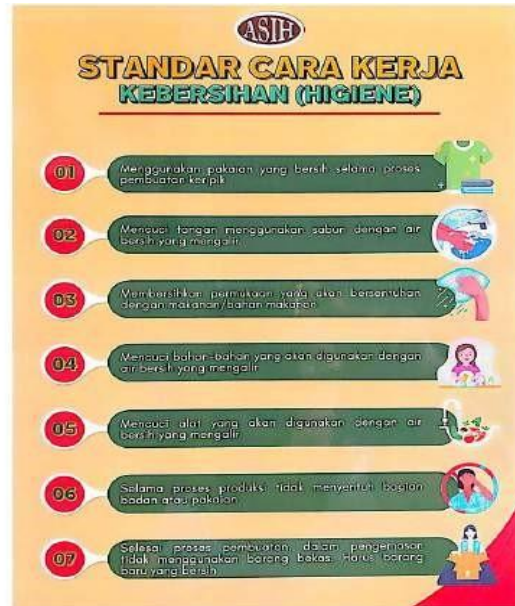 ASIH
STANDAR CARA KERJA
KEBERSIHAN (HIGIENE)
01
Menggunakan pakaian yang bersih selama proses
pembuatan keripik
02
Mencuci tangan menggunakan sabun dengan air
bersih yang mengalir
03
Membersihkan permukaan yang akan bersentuhan
dengan makanan/bahan makanan
04
Mencuci bahan-bahan yang akan digunakan dengan
air bersih yang mengalir
05
Mencuci alat yang akan digunakan dengan air
bersih yang mengalir
06
Selama proses produksi tidak menyentuh bagian
badan atau pakaian
07
Selesai proses pembuatan, dalam pengemasan
tidak menggunakan barang bekas. Harus barang
baru yang bersih